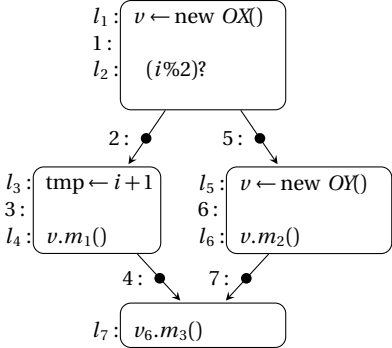 l₁: v ← new OX()
1:
l₂: (i%2)?
2: 5:
l₃: tmp ← i+1
3:
l₄: v.m₁()
l₅: v ← new OY()
6:
l₆: v.m₂()
4: 7:
l₇: v₆.m₃()